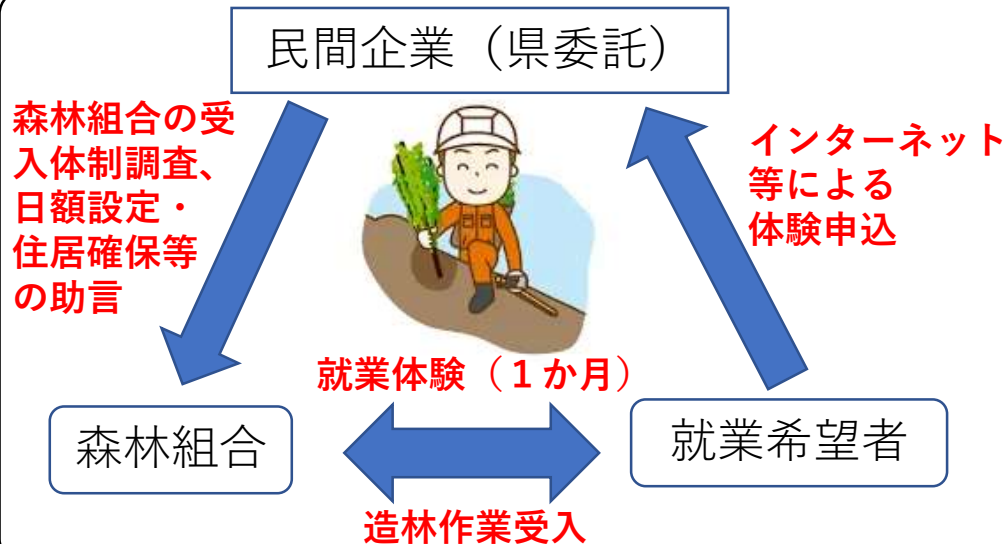 民間企業（県委託）
森林組合の受
入体制調査、
日額設定・
住居確保等
の助言
インターネット
等による
体験申込
就業体験（１か月）
森林組合
就業希望者
造林作業受入